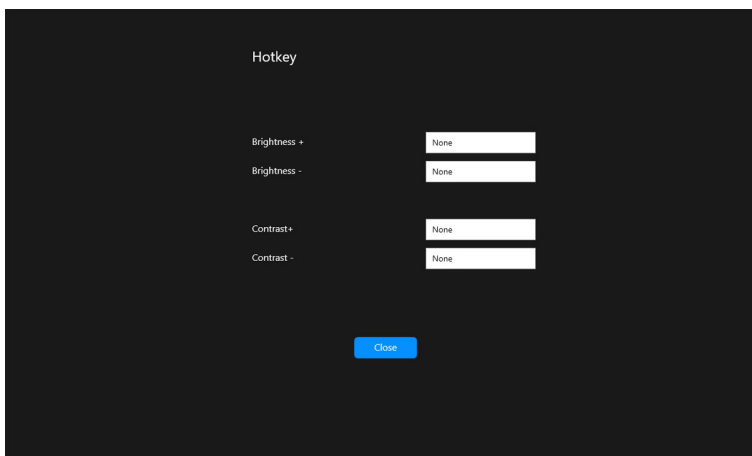 Hotkey
Brightness + None
Brightness - None
Contrast+ None
Contrast - None
Close